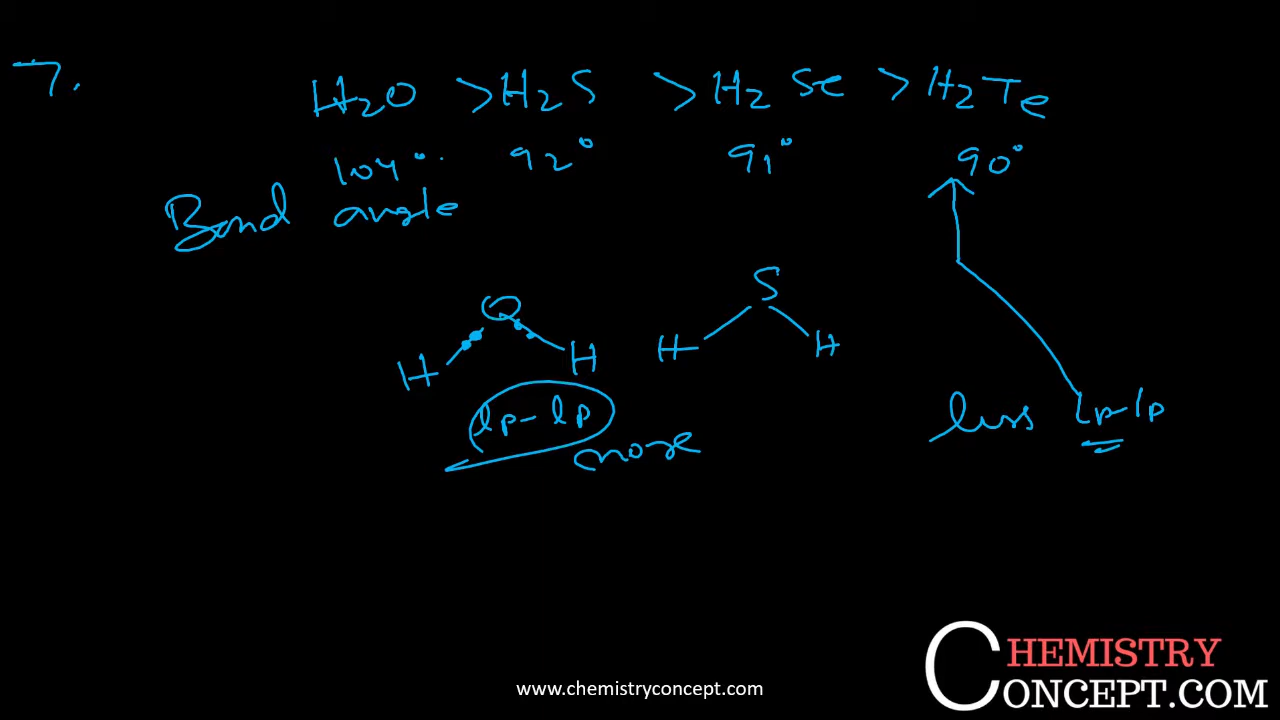 7.
H2O > H2S > H2Se > H2Te
104°. 92° 91° 90°
Bond angle
O S
H H H H
lp-lp less lp-lp
more
www.chemistryconcept.com
CHEMISTRY
CONCEPT.COM